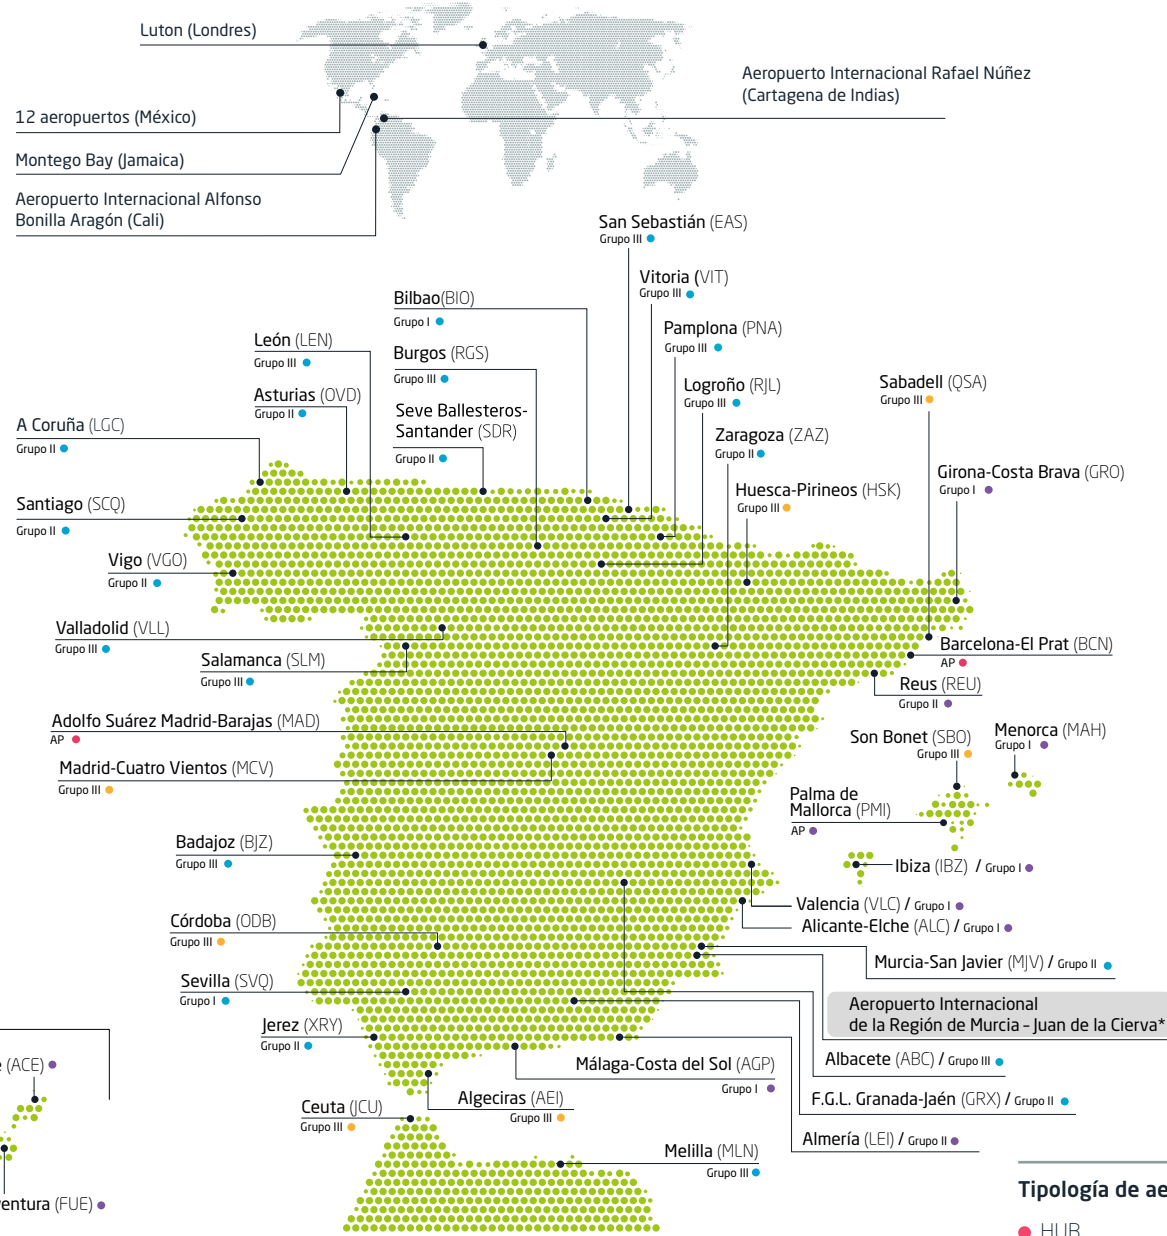 Luton (Londres)
Aeropuerto Internacional Rafael Núñez
(Cartagena de Indias)
12 aeropuertos (México)
Montego Bay (Jamaica)
Aeropuerto Internacional Alfonso
Bonilla Aragón (Cali)
San Sebastián (EAS)
Grupo III
Vitoria (VIT)
Grupo III
Bilbao(BIO)
Grupo I
Pamplona (PNA)
Grupo III
León (LEN)
Grupo III
Burgos (RGS)
Grupo III
Logroño (RJL)
Grupo III
Sabadell (QSA)
Grupo III
Asturias (OVD)
Grupo II
Seve Ballesteros-
Santander (SDR)
Grupo II
A Coruña (LGC)
Grupo II
Zaragoza (ZAZ)
Grupo II
Girona-Costa Brava (GRO)
Grupo I
Huesca-Pirineos (HSK)
Grupo III
Santiago (SCQ)
Grupo II
Vigo (VGO)
Grupo II
Valladolid (VLL)
Grupo III
Barcelona-El Prat (BCN)
AP
Salamanca (SLM)
Grupo III
Reus (REU)
Grupo II
Adolfo Suárez Madrid-Barajas (MAD)
AP
Son Bonet (SBO)
Grupo III
Menorca (MAH)
Grupo I
Madrid-Cuatro Vientos (MCV)
Grupo III
Palma de
Mallorca (PMI)
AP
Badajoz (BJZ)
Grupo III
Ibiza (IBZ) / Grupo I
Valencia (VLC) / Grupo I
Alicante-Elche (ALC) / Grupo I
Córdoba (ODB)
Grupo III
Murcia-San Javier (MJV) / Grupo II
Sevilla (SVQ)
Grupo I
Aeropuerto Internacional
de la Región de Murcia - Juan de la Cierva*
Jerez (XRY)
Grupo II
Albacete (ABC) / Grupo III
Málaga-Costa del Sol (AGP)
Grupo I
(ACE)
Algeciras (AEI)
Grupo III
F.G.L. Granada-Jaén (GRX) / Grupo II
Ceuta (JCU)
Grupo III
Almería (LEI) / Grupo II
Melilla (MLN)
Grupo III
entura (FUE)
Tipología de ae
HUB